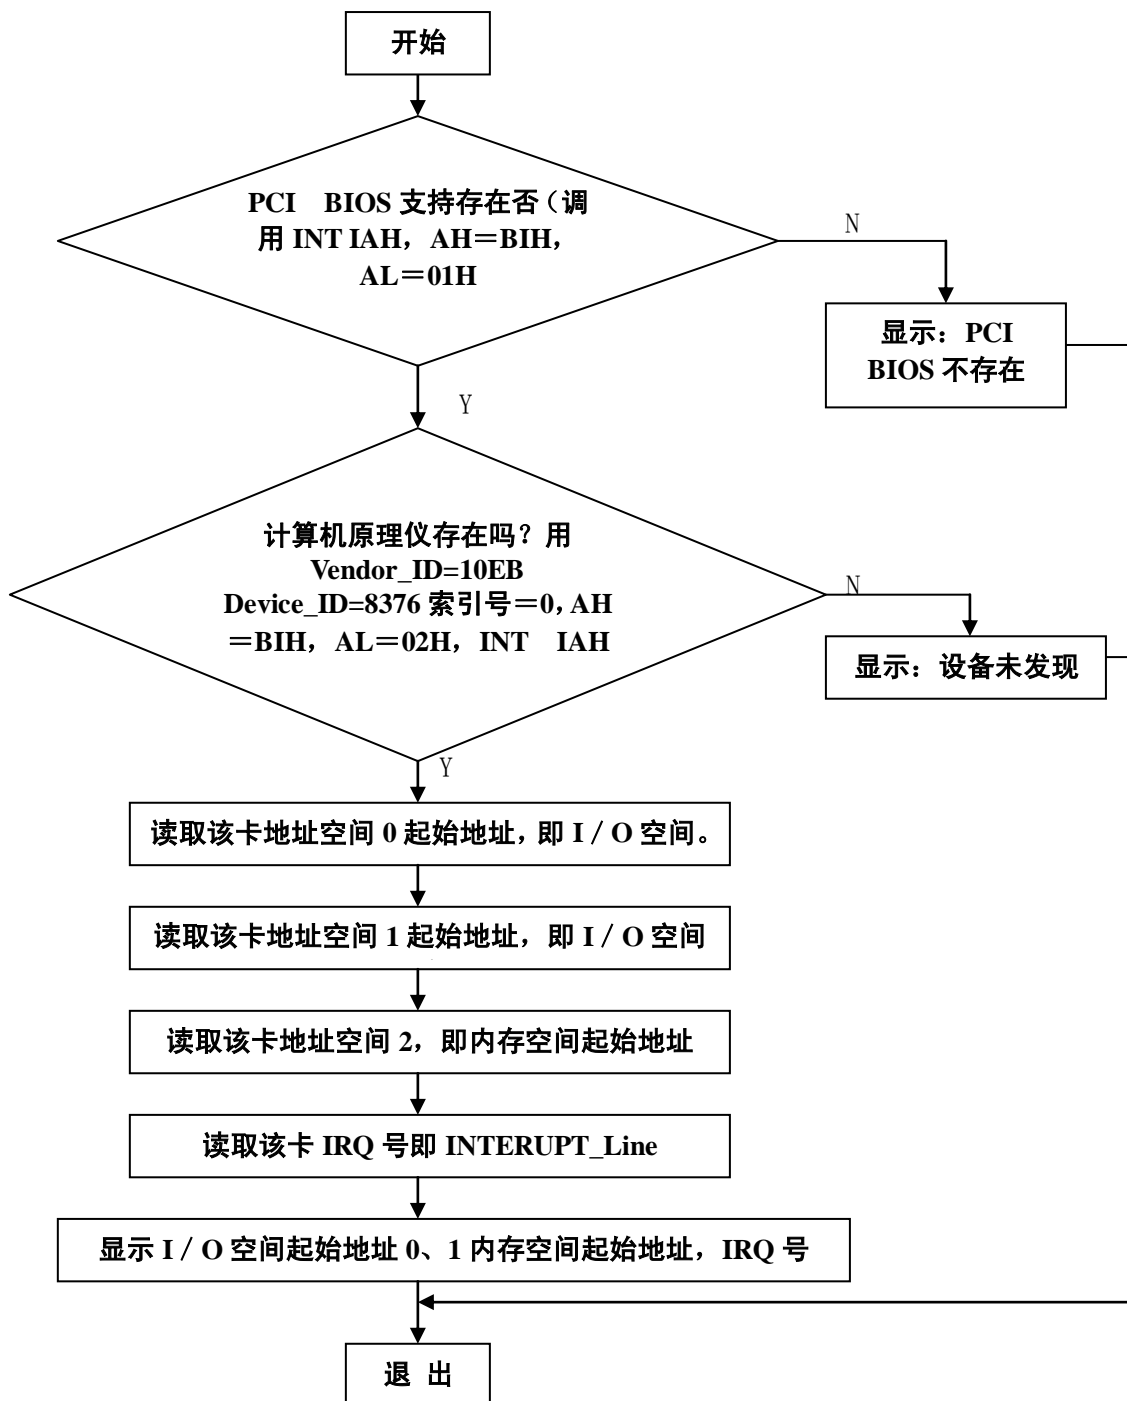 开始
PCI BIOS 支持存在否（调
用 INT IAH，AH＝BIH，
AL＝01H
N
显示：PCI
BIOS 不存在
Y
计算机原理仪存在吗？用
Vendor_ID=10EB
Device_ID=8376 索引号＝0，AH
＝BIH，AL＝02H，INT IAH
N
显示：设备未发现
Y
读取该卡地址空间 0 起始地址，即 I／O 空间。
读取该卡地址空间 1 起始地址，即 I／O 空间
读取该卡地址空间 2，即内存空间起始地址
读取该卡 IRQ 号即 INTERUPT_Line
显示 I／O 空间起始地址 0、1 内存空间起始地址，IRQ 号
退 出